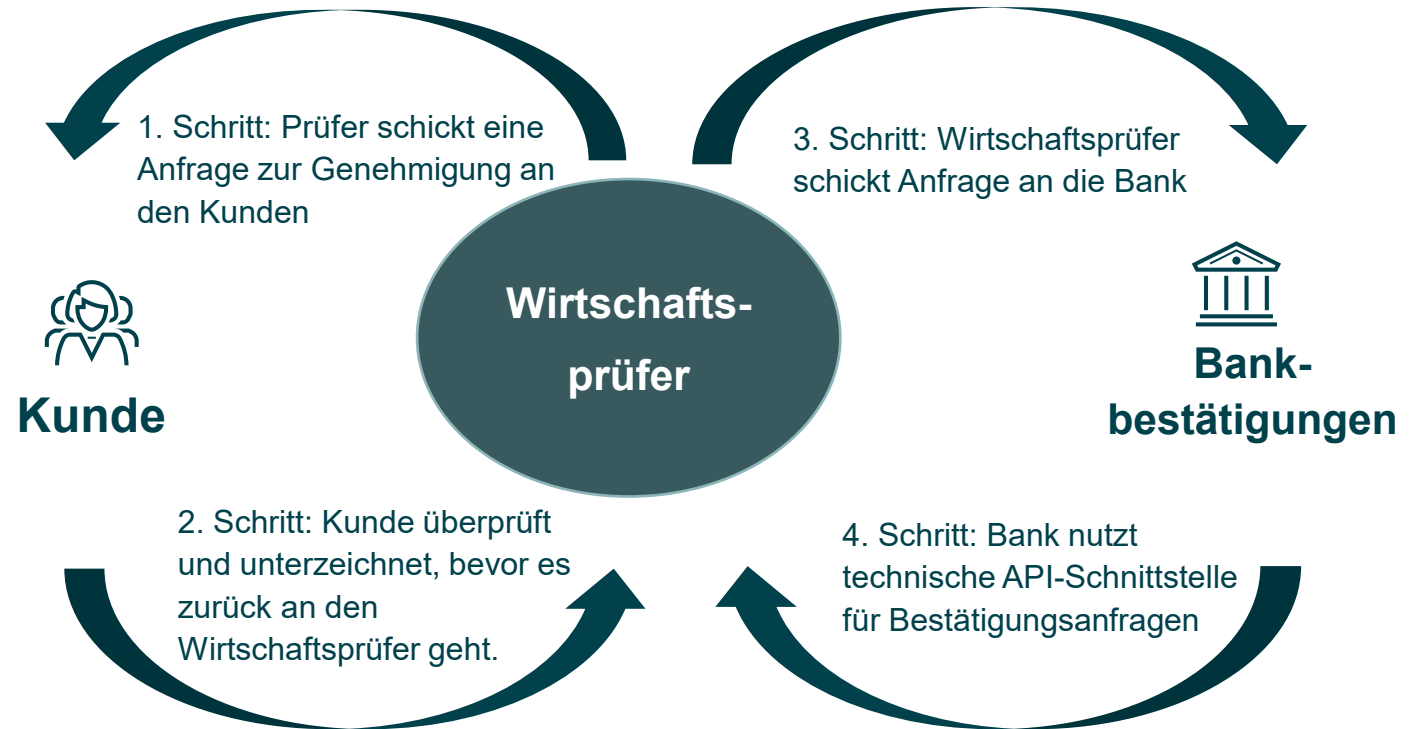 1. Schritt: Prüfer schickt eine
Anfrage zur Genehmigung an
den Kunden
3. Schritt: Wirtschaftsprüfer
schickt Anfrage an die Bank
Wirtschafts-
prüfer
Kunde
Bank-
bestätigungen
2. Schritt: Kunde überprüft
und unterzeichnet, bevor es
zurück an den
Wirtschaftsprüfer geht.
4. Schritt: Bank nutzt
technische API-Schnittstelle
für Bestätigungsanfragen